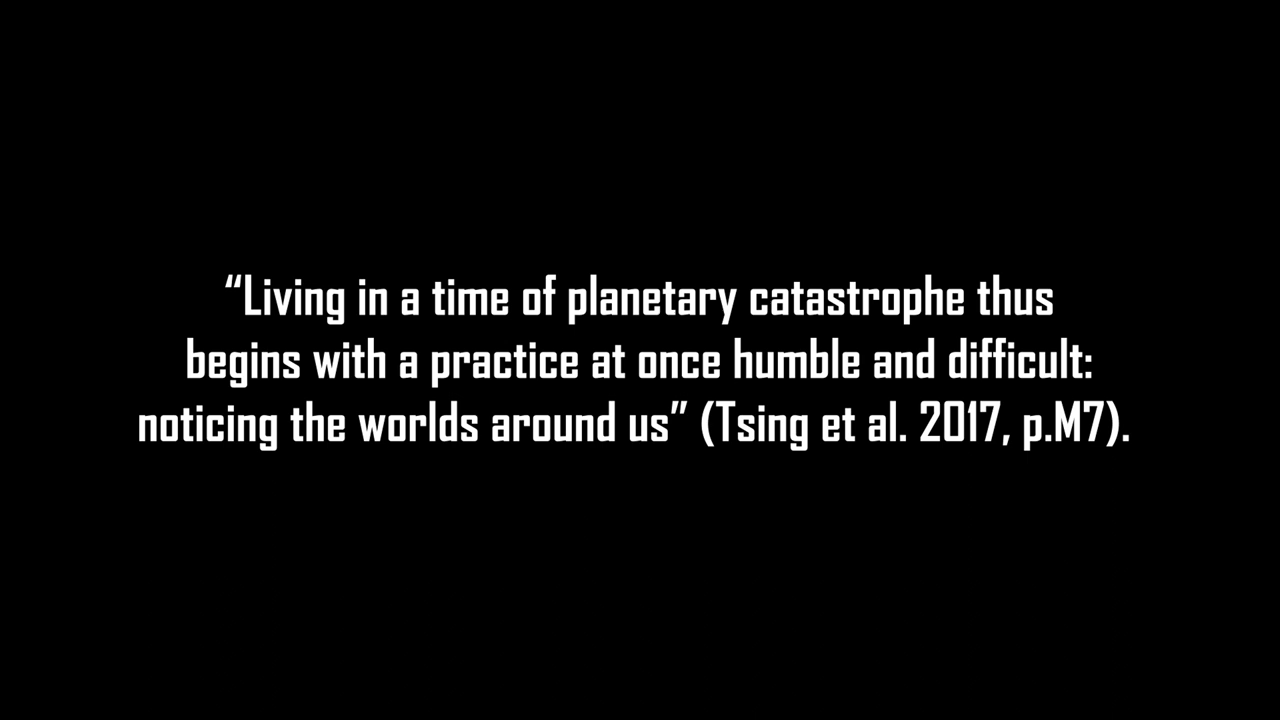 “Living in a time of planetary catastrophe thus
begins with a practice at once humble and difficult:
noticing the worlds around us” (Tsing et al. 2017, p.M7).